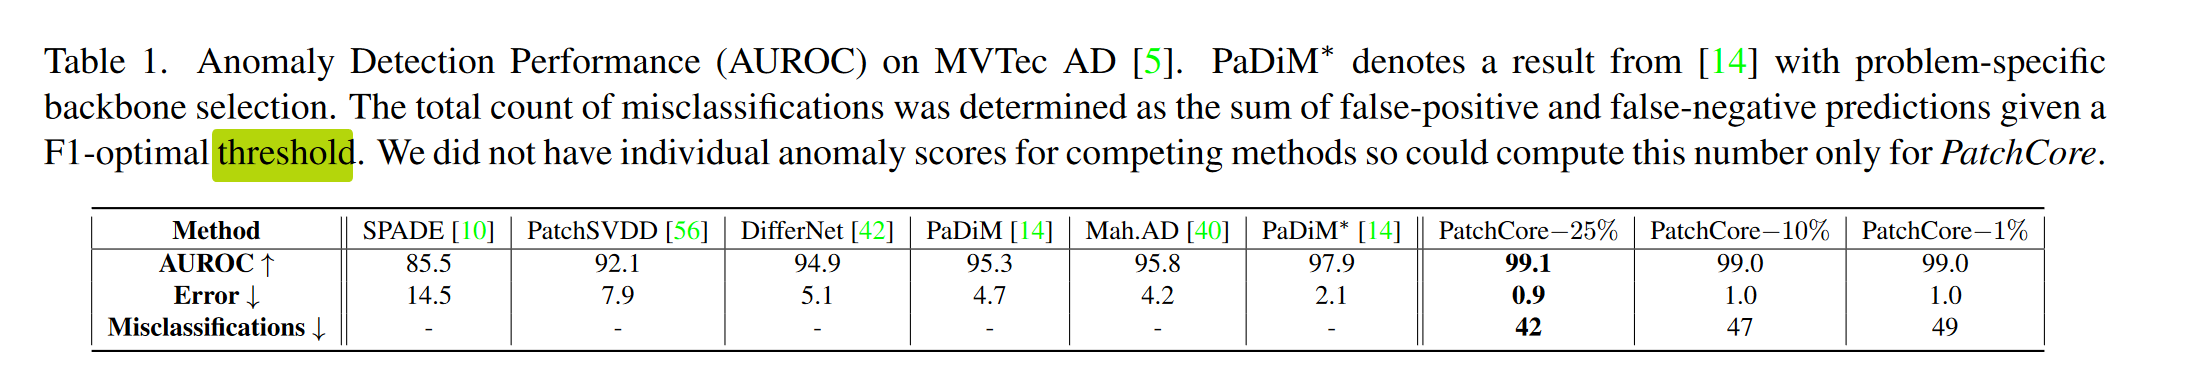 Table 1. Anomaly Detection Performance (AUROC) on MVTec AD [5]. PaDiM* denotes a result from [14] with problem-specific
backbone selection. The total count of misclassifications was determined as the sum of false-positive and false-negative predictions given a
F1-optimal threshold. We did not have individual anomaly scores for competing methods so could compute this number only for PatchCore.
Method SPADE [10] PatchSVDD [56] DifferNet [42] PaDiM [14] Mah.AD [40] PaDiM* [14] PatchCore−25% PatchCore−10% PatchCore−1%
AUROC ↑ 85.5 92.1 94.9 95.3 95.8 97.9 99.1 99.0 99.0
Error ↓ 14.5 7.9 5.1 4.7 4.2 2.1 0.9 1.0 1.0
Misclassifications ↓ - - - - - - 42 47 49